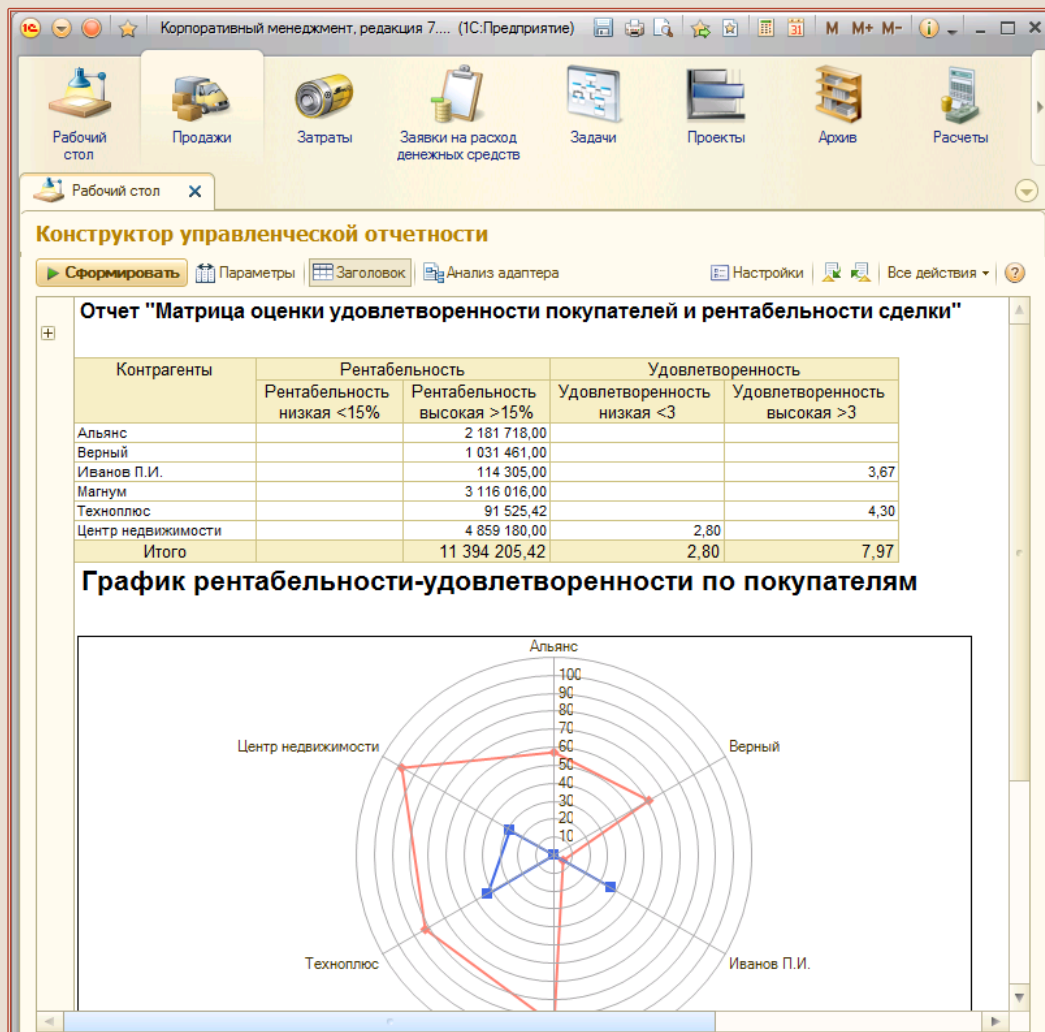 Корпоративный менеджмент, редакция 7.... (1С:Предприятие)
31 M M+ M-
Рабочий стол
Продажи
Затраты
Заявки на расход денежных средств
Задачи
Проекты
Архив
Расчеты
Рабочий стол
Конструктор управленческой отчетности
Сформировать Параметры Заголовок Анализ адаптера Настройки Все действия
Отчет "Матрица оценки удовлетворенности покупателей и рентабельности сделки"
Контрагенты Рентабельность Удовлетворенность
Рентабельность низкая <15% Рентабельность высокая >15% Удовлетворенность низкая <3 Удовлетворенность высокая >3
Альянс 2 181 718,00
Верный 1 031 461,00
Иванов П.И. 114 305,00 3,67
Магнум 3 116 016,00
Техноплюс 91 525,42 4,30
Центр недвижимости 4 859 180,00 2,80
Итого 11 394 205,42 2,80 7,97
График рентабельности-удовлетворенности по покупателям
Альянс
100
90
80
70
Центр недвижимости 60 Верный
50
40
30
20
10
Техноплюс Иванов П.И.